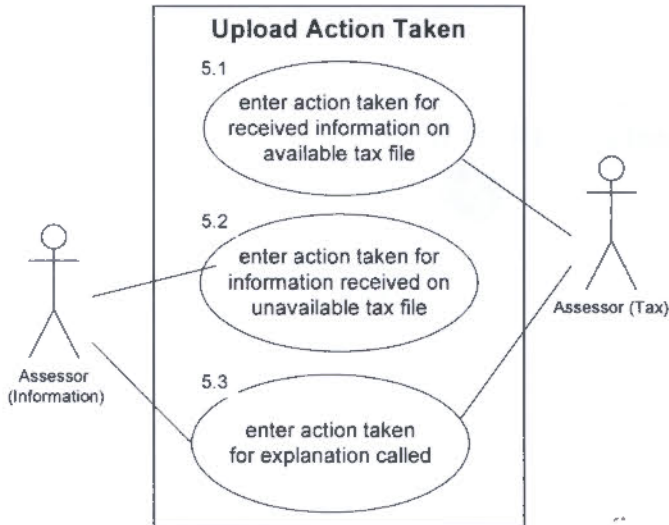 Upload Action Taken
5.1
enter action taken for
received information on
available tax file
5.2
enter action taken for
information received on
unavailable tax file
Assessor (Tax)
Assessor
(Information)
5.3
enter action taken
for explanation called